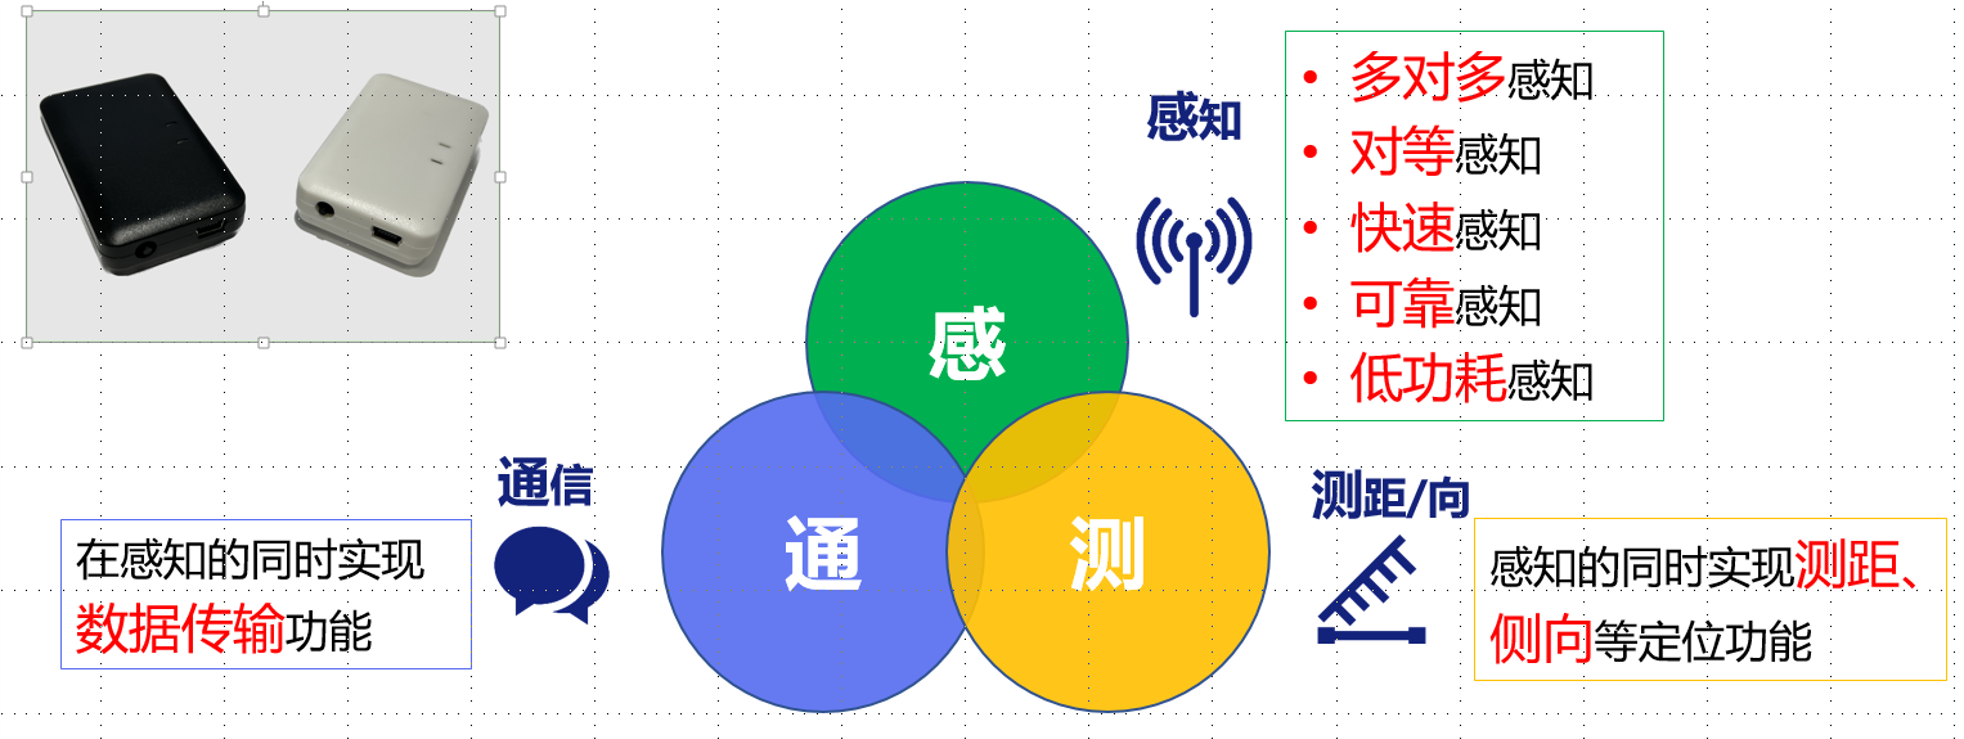 感知
• 多对多感知
• 对等感知
• 快速感知
• 可靠感知
• 低功耗感知
感
通信
在感知的同时实现
数据传输功能
通
测
测距/向
感知的同时实现测距、
侧向等定位功能